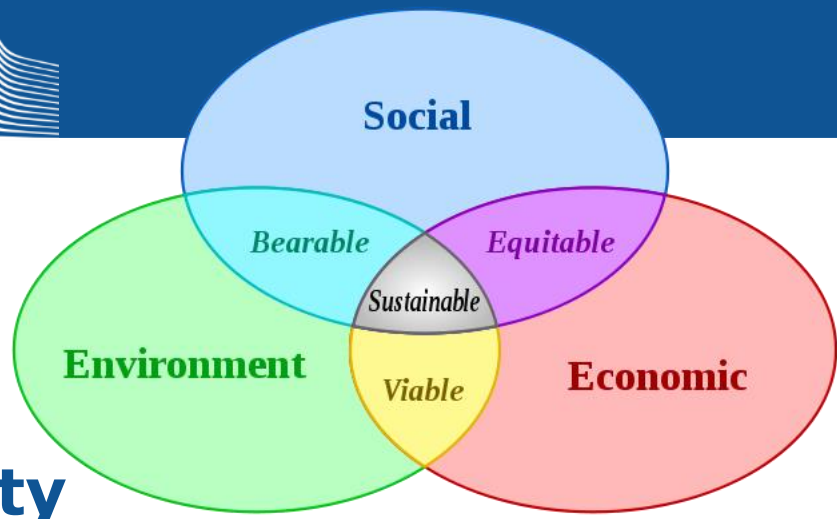 Social
Bearable
Equitable
Sustainable
Environment
Economic
Viable
ty